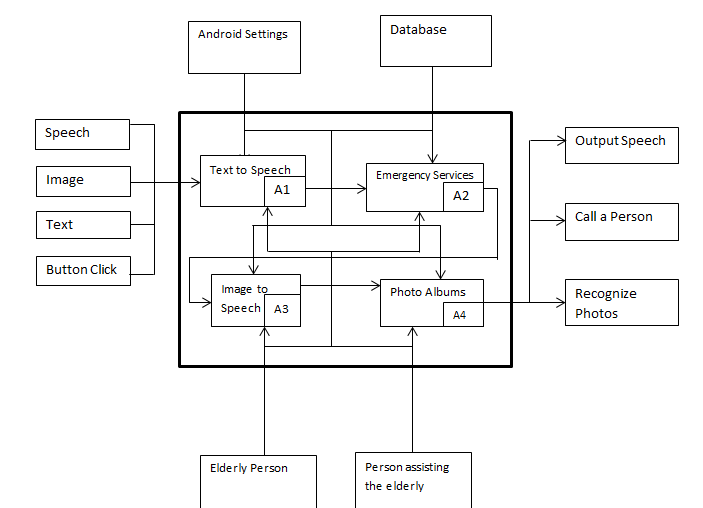 Android Settings
Database
Speech
Image
Text
Button Click
Text to Speech
A1
Emergency Services
A2
Image to
Speech
A3
Photo Albums
A4
Output Speech
Call a Person
Recognize
Photos
Elderly Person
Person assisting
the elderly